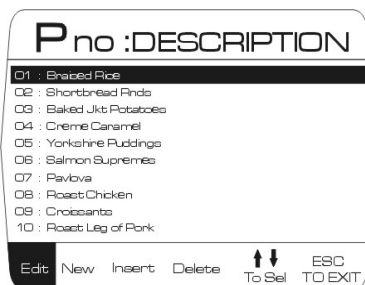 Pno :DESCRIPTION
01 : Braised Rice
02 : Shortbread Rnds
03 : Baked Jkt Potatoes
04 : Creme Caramel
05 : Yorkshire Puddings
06 : Salmon Supremes
07 : Pavlova
08 : Roast Chicken
09 : Croissants
10 : Roast Leg of Pork
Edit New Insert Delete To Sel ESC TO EXIT